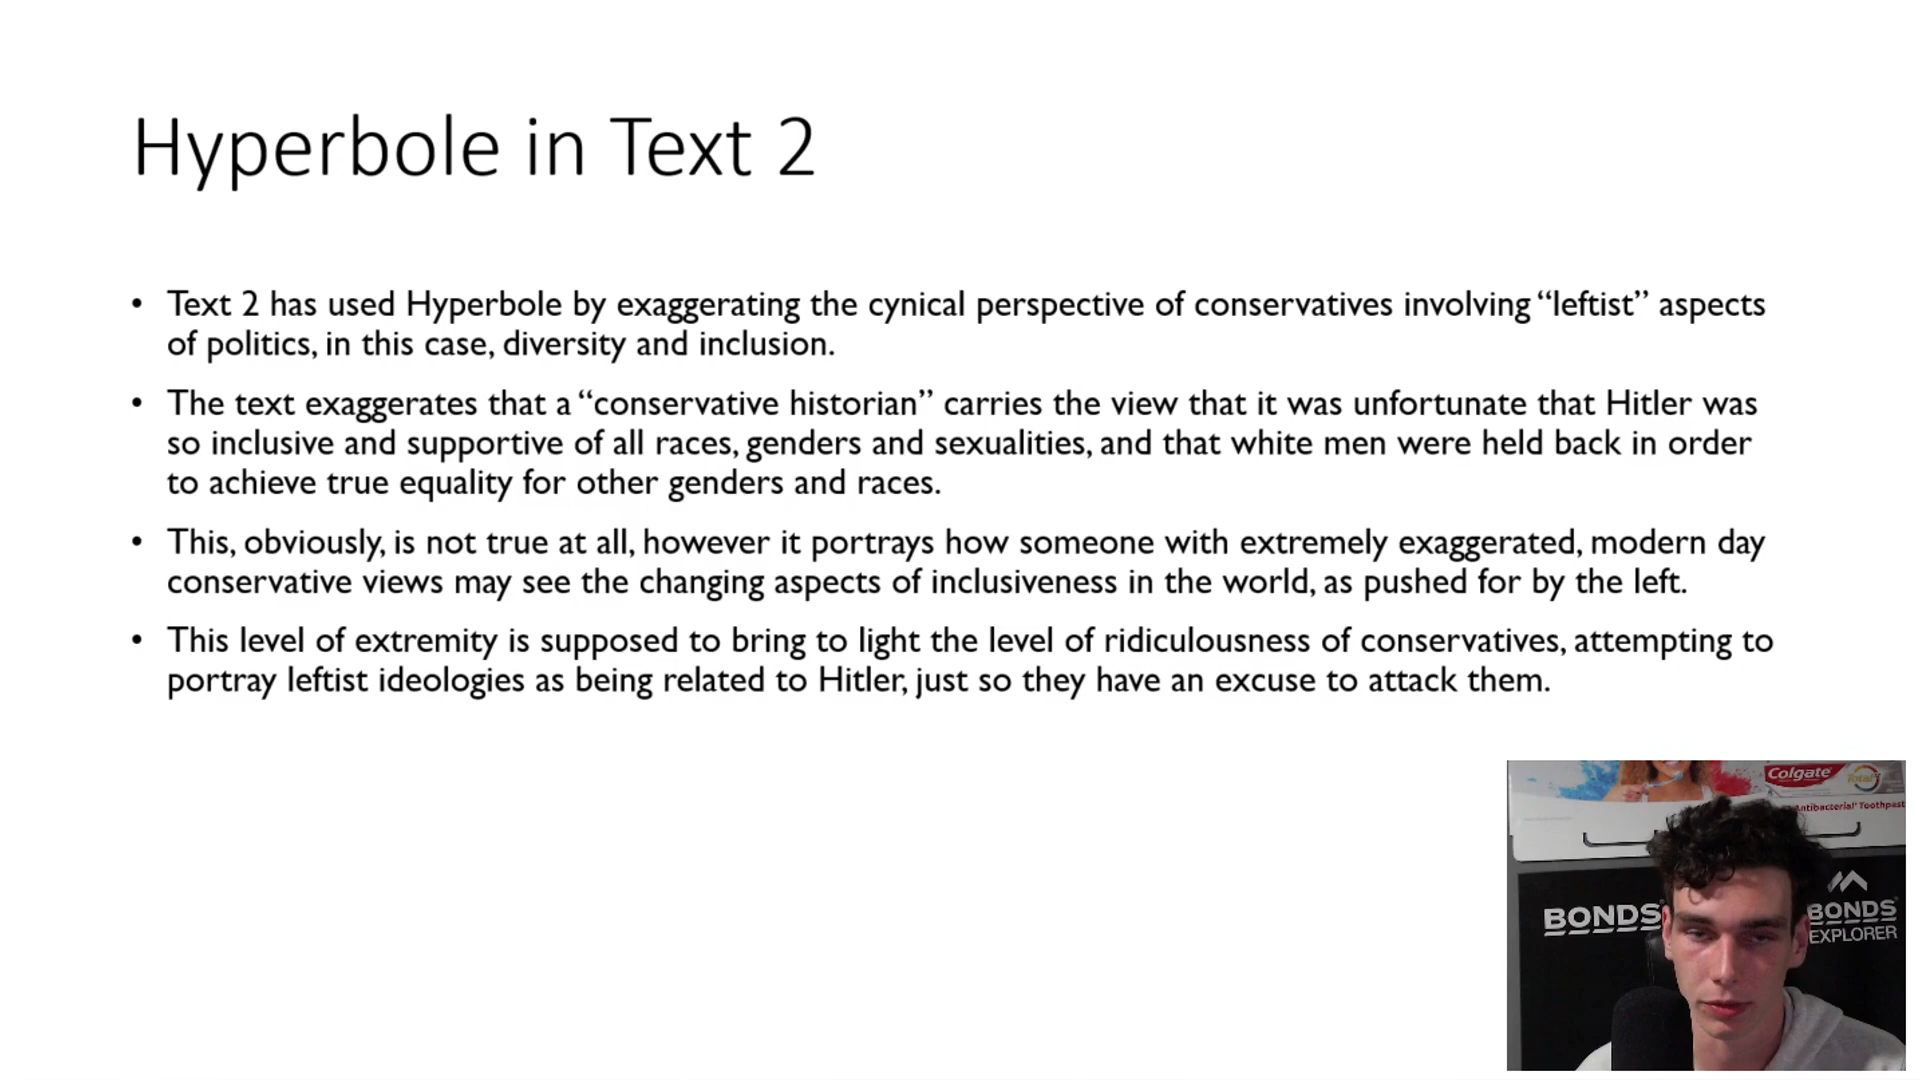 Hyperbole in Text 2
• Text 2 has used Hyperbole by exaggerating the cynical perspective of conservatives involving “leftist” aspects
of politics, in this case, diversity and inclusion.
• The text exaggerates that a “conservative historian” carries the view that it was unfortunate that Hitler was
so inclusive and supportive of all races, genders and sexualities, and that white men were held back in order
to achieve true equality for other genders and races.
• This, obviously, is not true at all, however it portrays how someone with extremely exaggerated, modern day
conservative views may see the changing aspects of inclusiveness in the world, as pushed for by the left.
• This level of extremity is supposed to bring to light the level of ridiculousness of conservatives, attempting to
portray leftist ideologies as being related to Hitler, just so they have an excuse to attack them.
Colgate Total
Antibacterial* Toothpast
BONDS
BONDS
EXPLORER